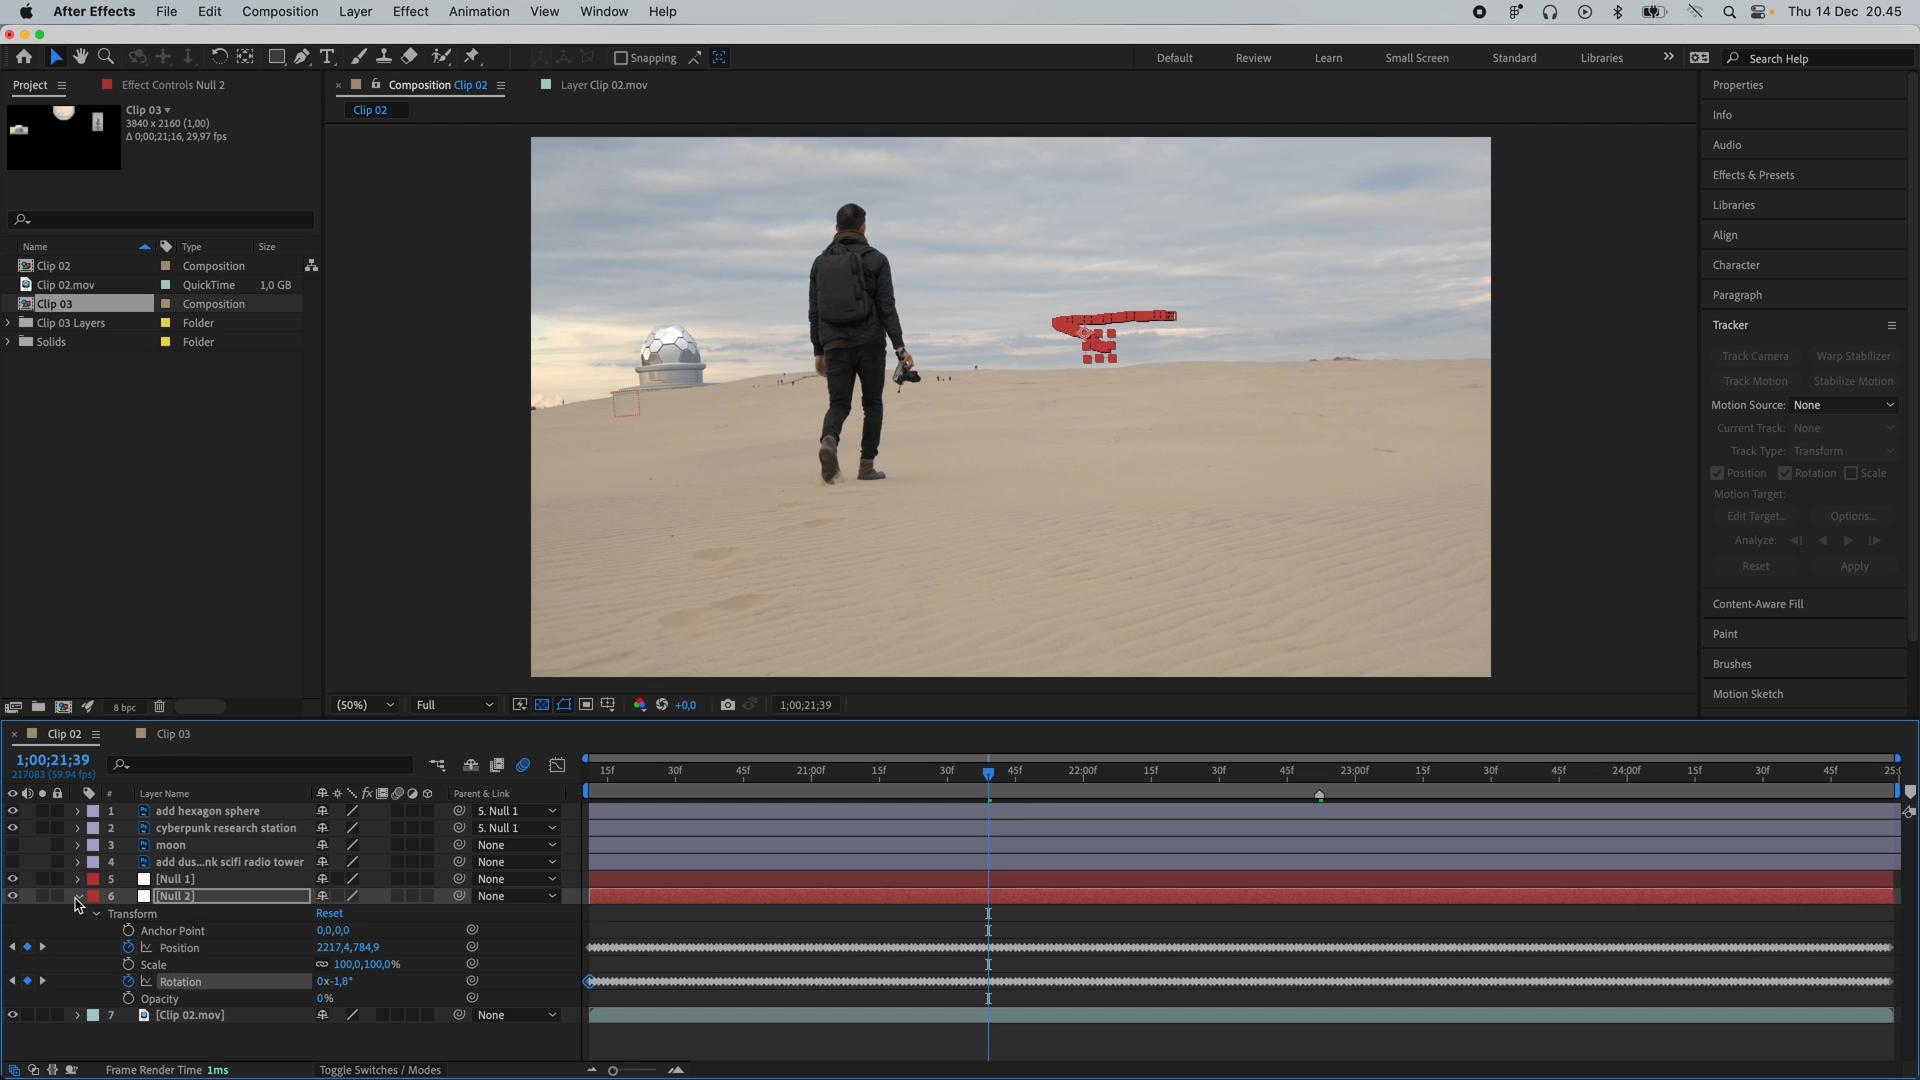 After Effects File Edit Composition Layer Effect Animation View Window Help Thu 14 Dec 20.45
Snapping Default Review Learn Small Screen Standard Libraries Search Help
Project Effect Controls Null 2 Composition Clip 02 Layer Clip 02.mov
Clip 02
Clip 03
3840 x 2160 (1,00)
Δ 0;00;21;16, 29,97 fps
Name Type Size
Clip 02 Composition
Clip 02.mov QuickTime 1,0 GB
Clip 03 Composition
Clip 03 Layers Folder
Solids Folder
8 bpc
(50%) Full +0,0 1;00;21;39
Properties
Info
Audio
Effects & Presets
Libraries
Align
Character
Paragraph
Tracker
Track Camera Warp Stabilizer
Track Motion Stabilize Motion
Motion Source: None
Current Track: None
Track Type: Transform
Position Rotation Scale
Motion Target:
Edit Target... Options...
Analyze:
Reset Apply
Content-Aware Fill
Paint
Brushes
Motion Sketch
Clip 02 Clip 03
1;00;21;39
217083 (59.94 fps)
15f 30f 45f 21:00f 15f 30f 45f 22:00f 15f 30f 45f 23:00f 15f 30f 45f 24:00f 15f 30f 45f 25:
# Layer Name fx Parent & Link
1 add hexagon sphere 5. Null 1
2 cyberpunk research station 5. Null 1
3 moon None
4 add dus...nk scifi radio tower None
5 [Null 1] None
6 [Null 2] None
Transform Reset
Anchor Point 0,0,0,0
Position 2217,4,784,9
Scale 100,0,100,0%
Rotation 0x-1,8°
Opacity 0%
7 [Clip 02.mov] None
Frame Render Time 1ms Toggle Switches / Modes